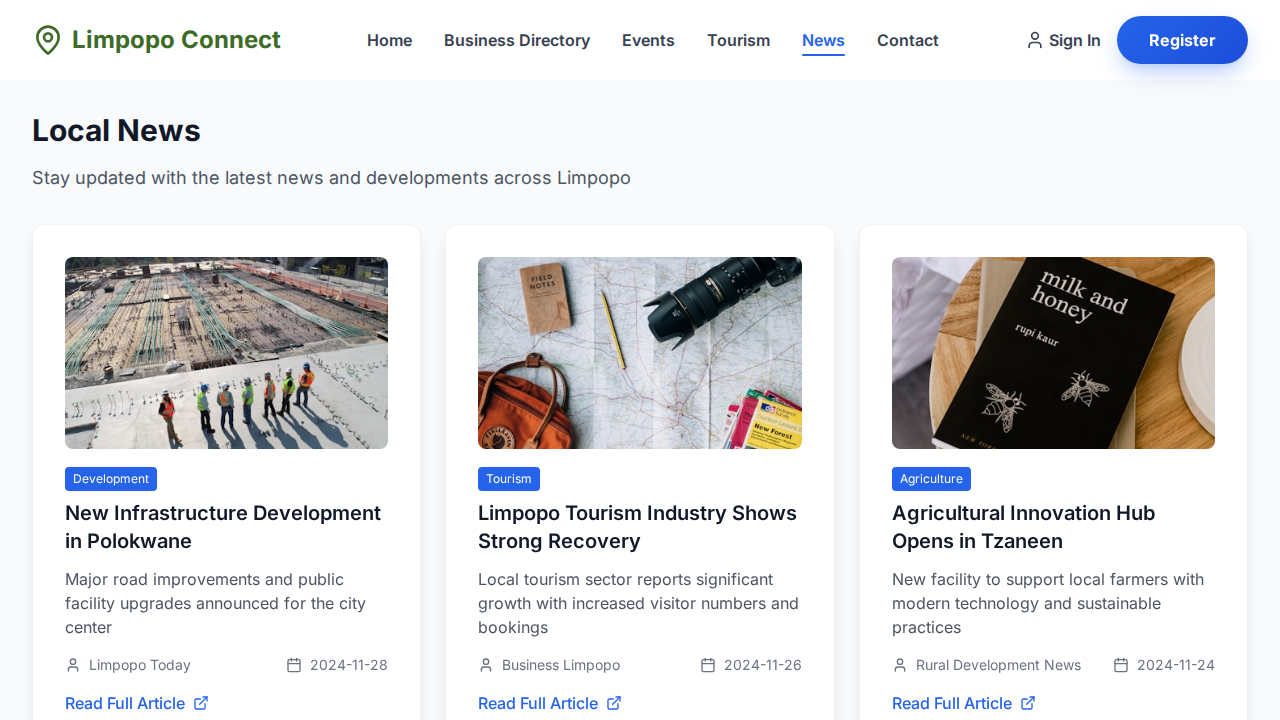 Limpopo Connect
Home
Business Directory
Events
Tourism
News
Contact
Sign In
Register
Local News
Stay updated with the latest news and developments across Limpopo
FIELD
NOTES
New Forest
milk and
honey
rupi kaur
Development
New Infrastructure Development
in Polokwane
Major road improvements and public
facility upgrades announced for the city
center
Limpopo Today
2024-11-28
Read Full Article
Tourism
Limpopo Tourism Industry Shows
Strong Recovery
Local tourism sector reports significant
growth with increased visitor numbers and
bookings
Business Limpopo
2024-11-26
Read Full Article
Agriculture
Agricultural Innovation Hub
Opens in Tzaneen
New facility to support local farmers with
modern technology and sustainable
practices
Rural Development News
2024-11-24
Read Full Article